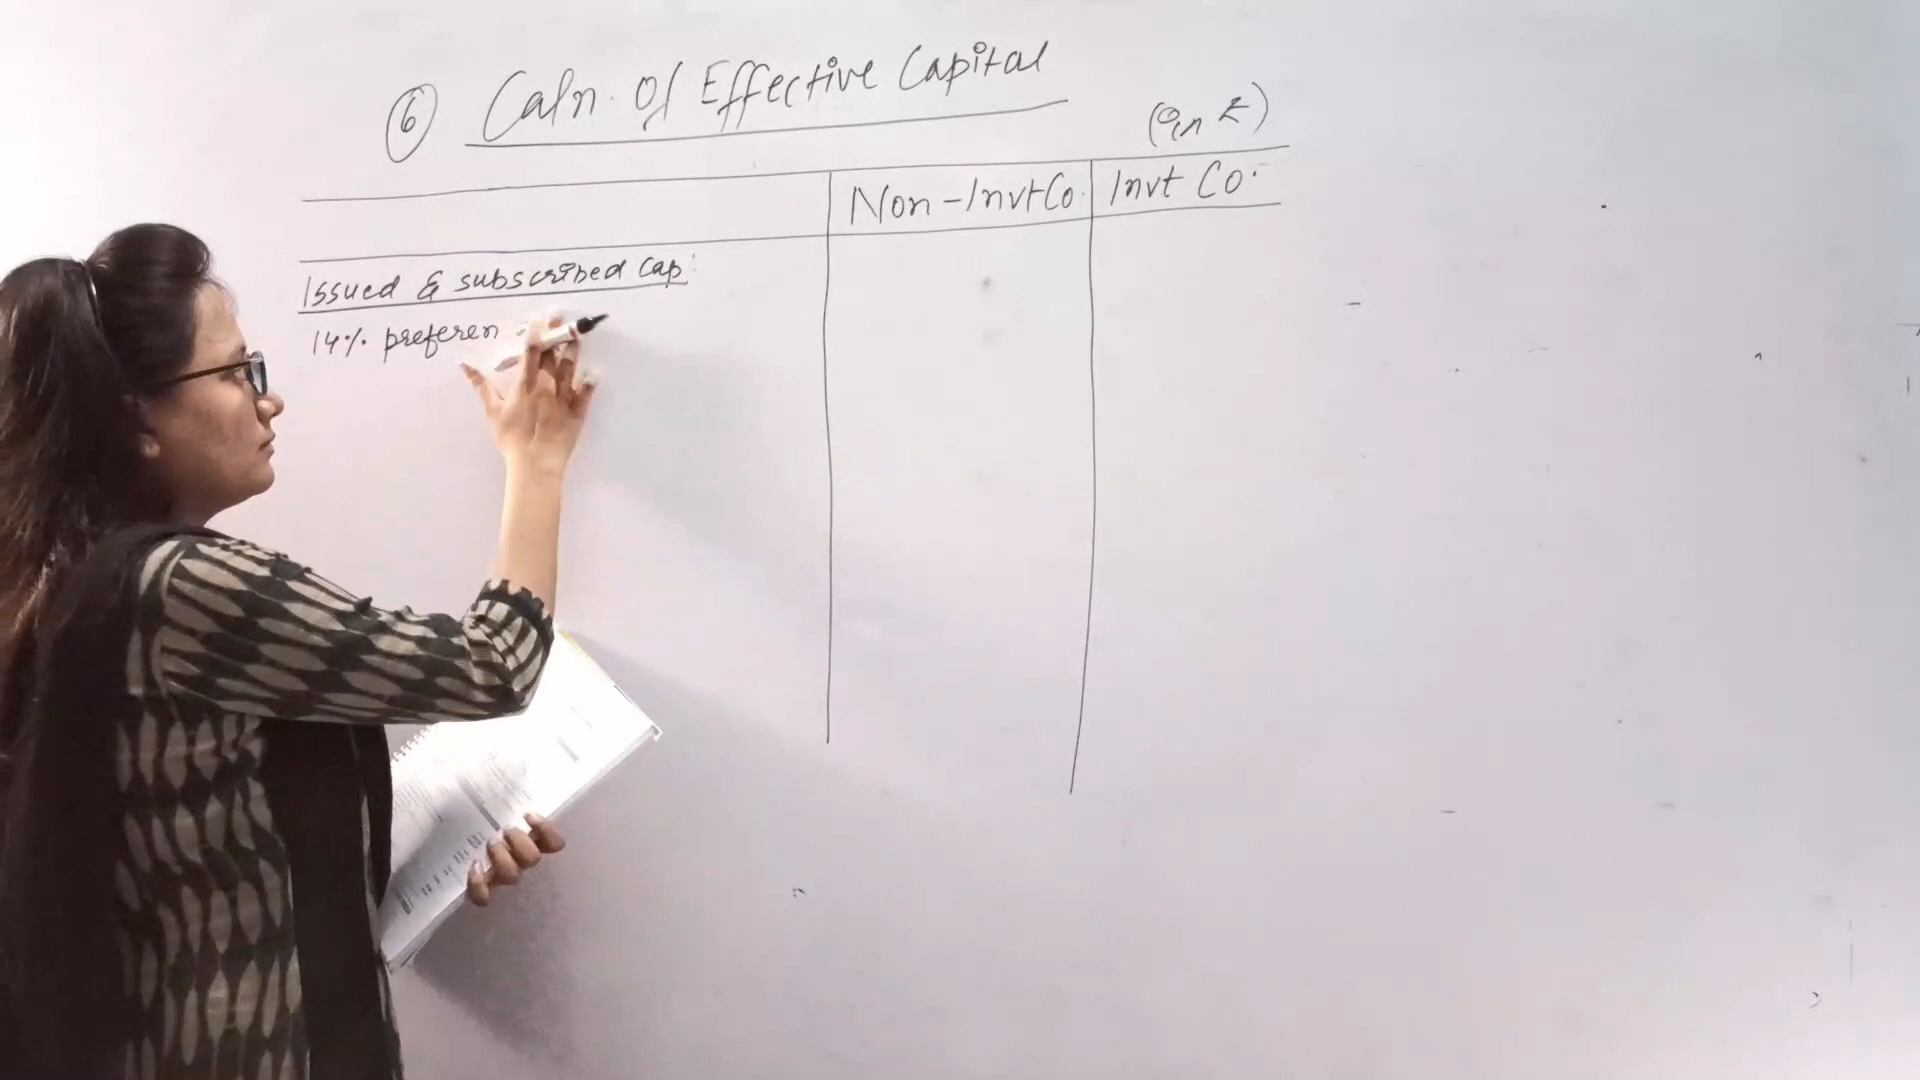 ⑥ Caln. Of Effective Capital
(in ₹)
Non-Invt Co. Invt Co.
Issued & subscribed Cap.
14% preferen